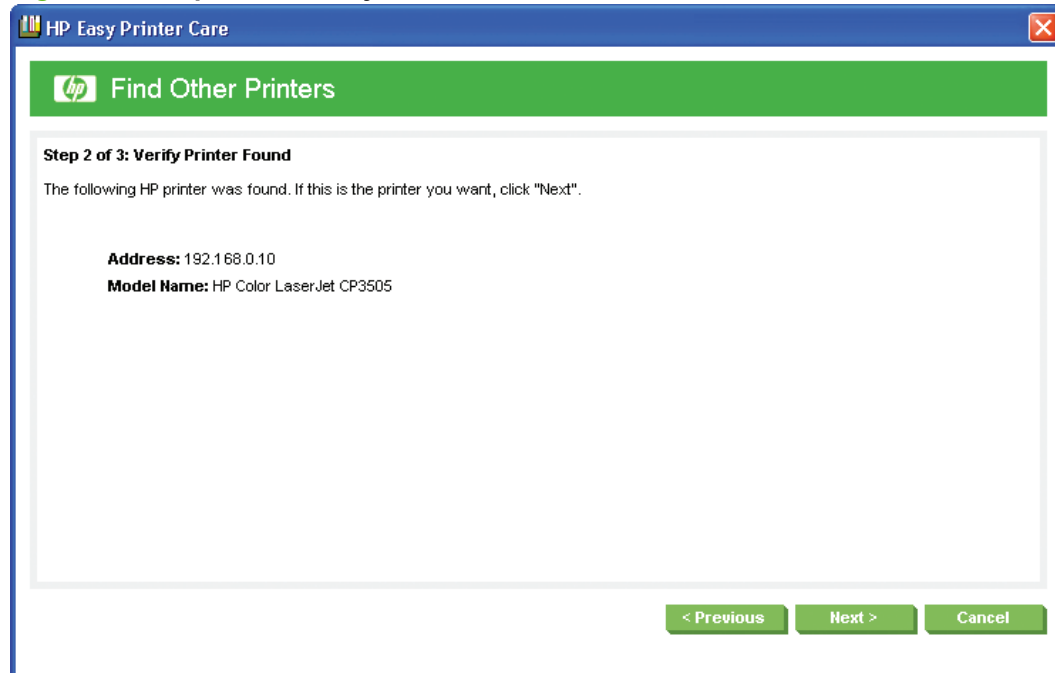 HP Easy Printer Care
hp Find Other Printers
Step 2 of 3: Verify Printer Found
The following HP printer was found. If this is the printer you want, click "Next".
Address: 192.168.0.10
Model Name: HP Color LaserJet CP3505
< Previous Next > Cancel